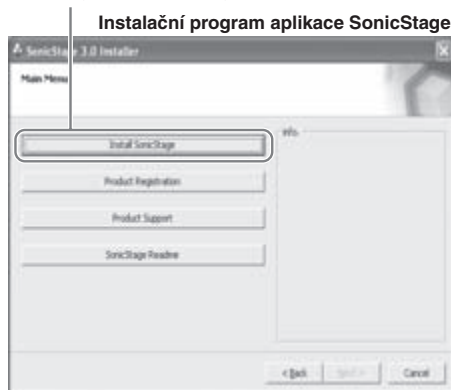 Instalační program aplikace SonicStage
SonicStage 3.0 Installer
Main Menu
Install SonicStage
Info.
Product Registration
Product Support
SonicStage Readme
< Back
Next >
Cancel